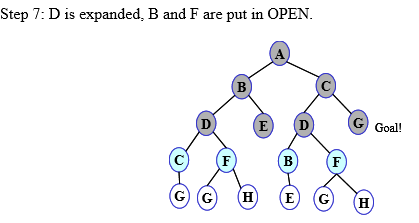 Step 7: D is expanded, B and F are put in OPEN.
A
B C
D E D G Goal!
C F B F
G G H E G H